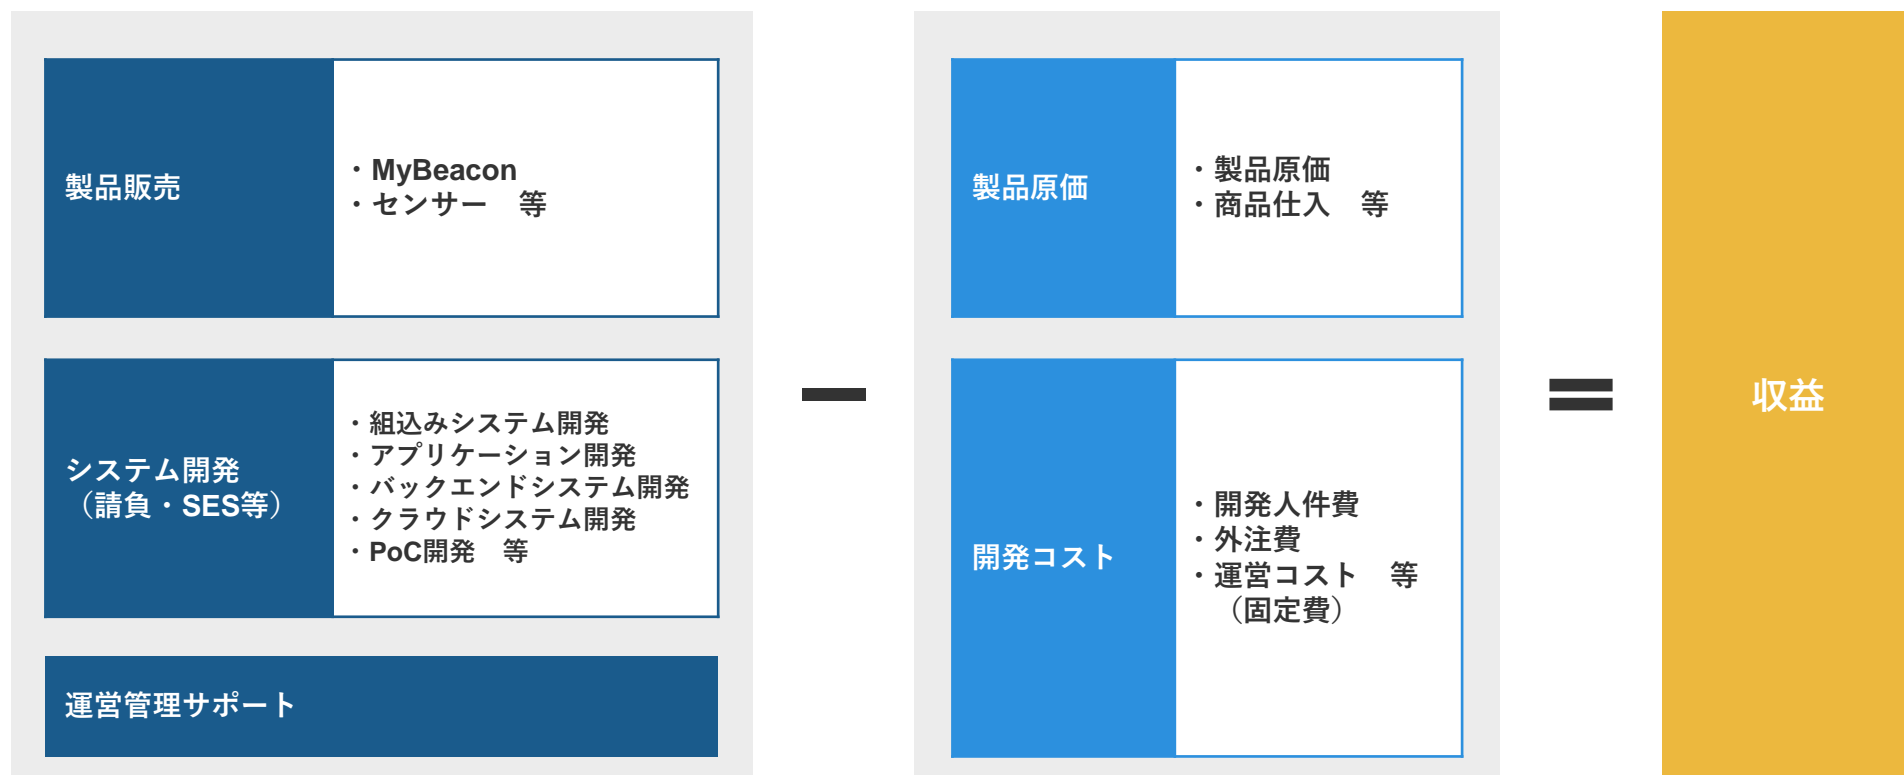 製品販売
・MyBeacon
・センサー　等
システム開発
（請負・SES等）
・組込みシステム開発
・アプリケーション開発
・バックエンドシステム開発
・クラウドシステム開発
・PoC開発　等
運営管理サポート
製品原価
・製品原価
・商品仕入　等
開発コスト
・開発人件費
・外注費
・運営コスト　等
（固定費）
収益